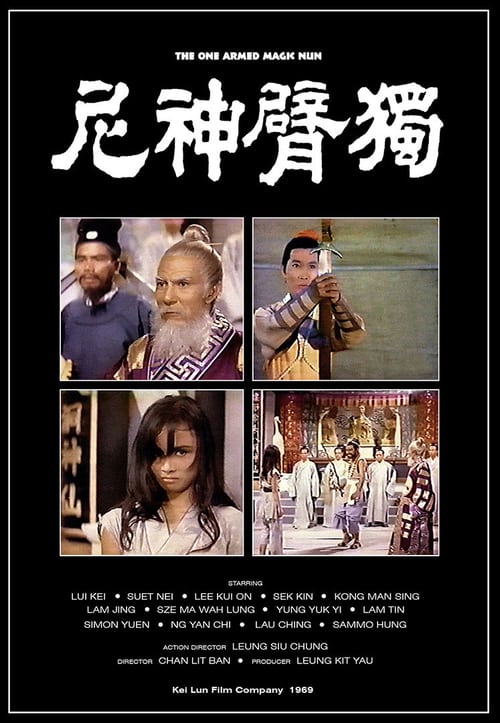 THE ONE ARMED MAGIC NUN
尼神臂獨
STARRING
LUI KEI • SUET NEI • LEE KUI ON • SEK KIN • KONG MAN SING
LAM JING • SZE MA WAH LUNG • YUNG YUK YI • LAM TIN
SIMON YUEN • NG YAN CHI • LAU CHING • SAMMO HUNG
ACTION DIRECTOR LEUNG SIU CHUNG
DIRECTOR CHAN LIT BAN • PRODUCER LEUNG KIT YAU
Kei Lun Film Company 1969